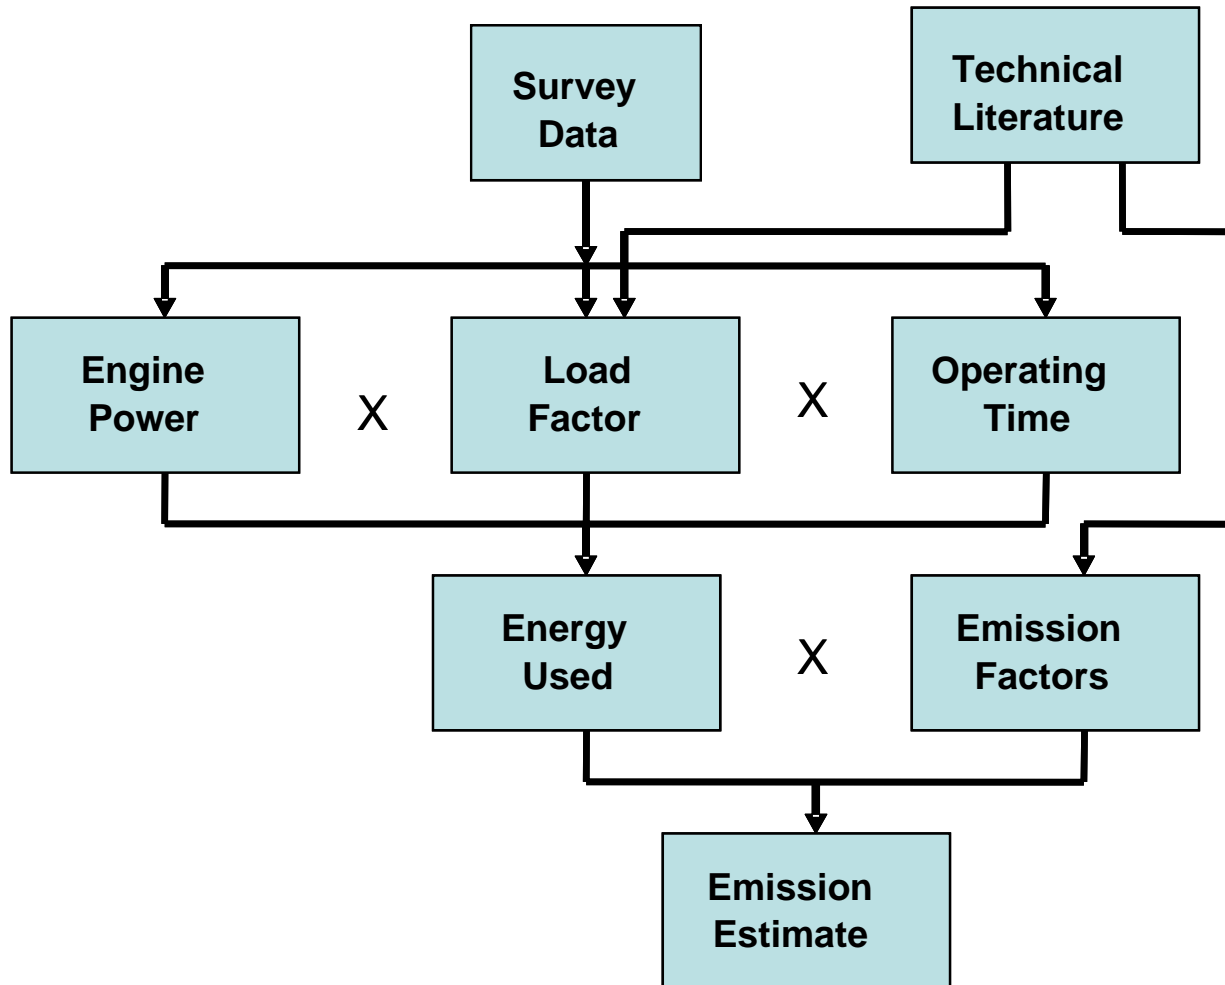 Survey
Data
Technical
Literature
Engine
Power
X
Load
Factor
X
Operating
Time
Energy
Used
X
Emission
Factors
Emission
Estimate